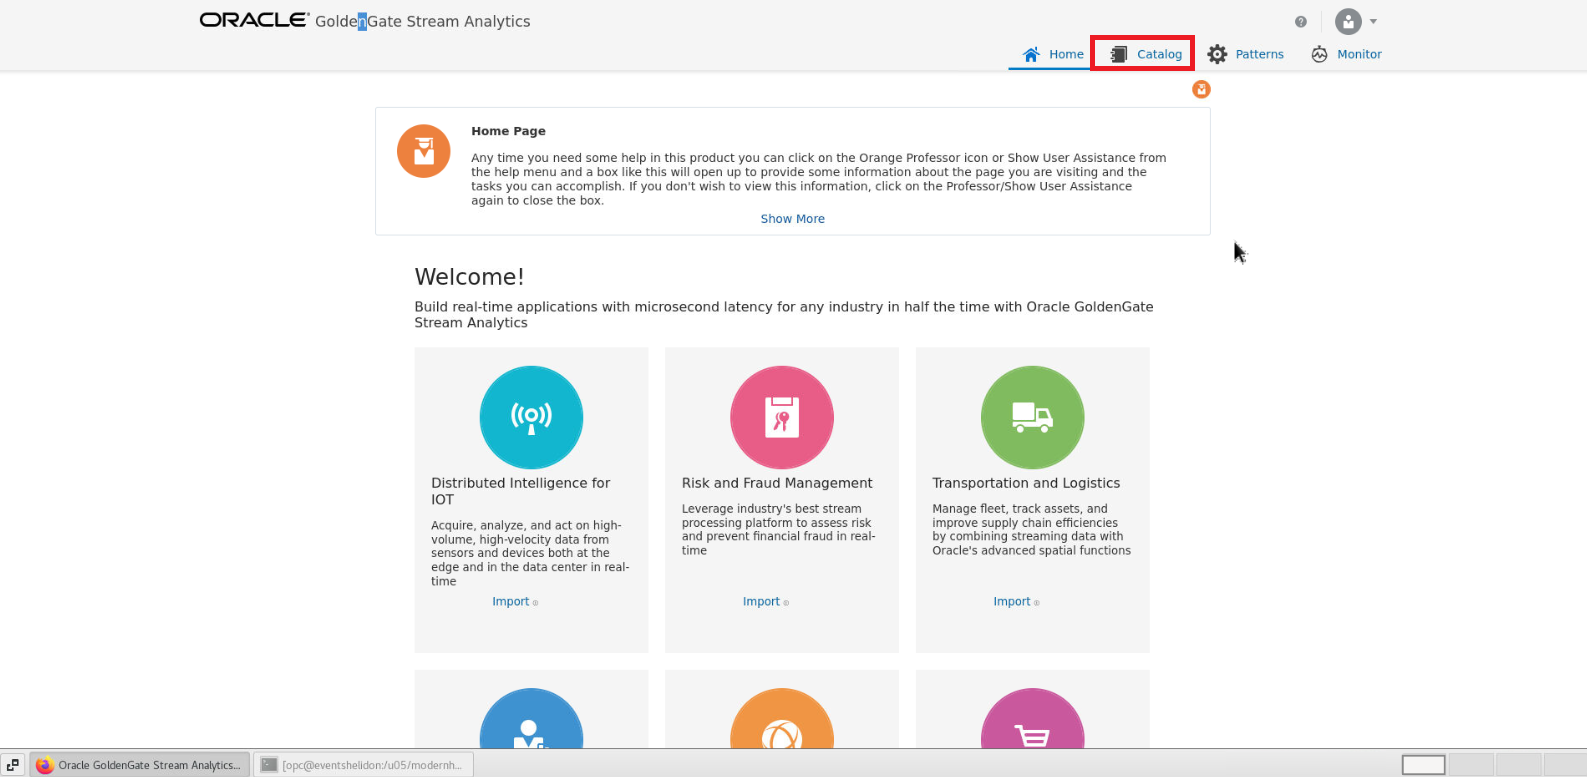 ORACLE® GoldenGate Stream Analytics
?
Home Catalog Patterns Monitor
Home Page
Any time you need some help in this product you can click on the Orange Professor icon or Show User Assistance from
the help menu and a box like this will open up to provide some information about the page you are visiting and the
tasks you can accomplish. If you don't wish to view this information, click on the Professor/Show User Assistance
again to close the box.
Show More
Welcome!
Build real-time applications with microsecond latency for any industry in half the time with Oracle GoldenGate
Stream Analytics
Distributed Intelligence for
IOT
Acquire, analyze, and act on high-
volume, high-velocity data from
sensors and devices both at the
edge and in the data center in real-
time
Import
Risk and Fraud Management
Leverage industry's best stream
processing platform to assess risk
and prevent financial fraud in real-
time
Import
Transportation and Logistics
Manage fleet, track assets, and
improve supply chain efficiencies
by combining streaming data with
Oracle's advanced spatial functions
Import
Oracle GoldenGate Stream Analytics...
[opc@eventshelidon:/u05/modernh...